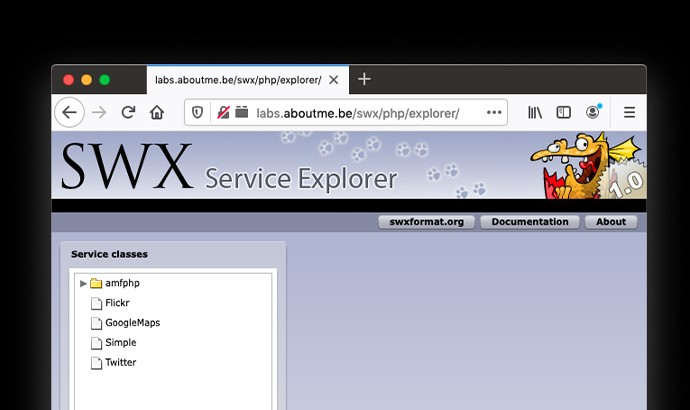 labs.aboutme.be/swx/php/explorer/
labs.aboutme.be/swx/php/explorer/
SWX Service Explorer
1.0
swxformat.org Documentation About
Service classes
amfphp
Flickr
GoogleMaps
Simple
Twitter